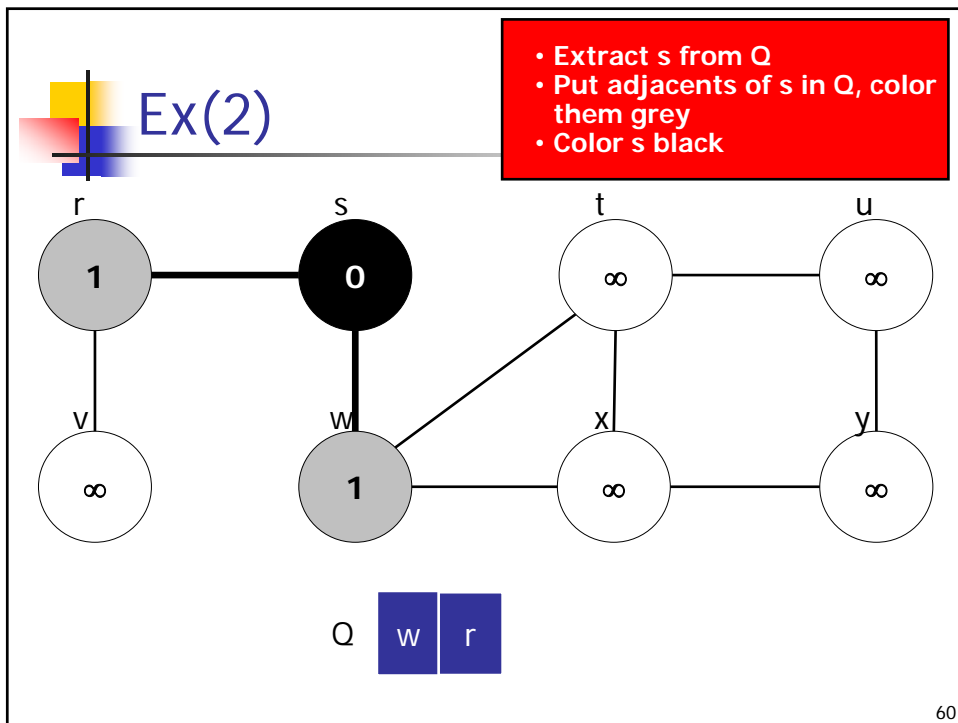 Ex(2)
• Extract s from Q
• Put adjacents of s in Q, color
them grey
• Color s black
r s t u
1 0 ∞ ∞
v w x y
∞ 1 ∞ ∞
Q w r
60